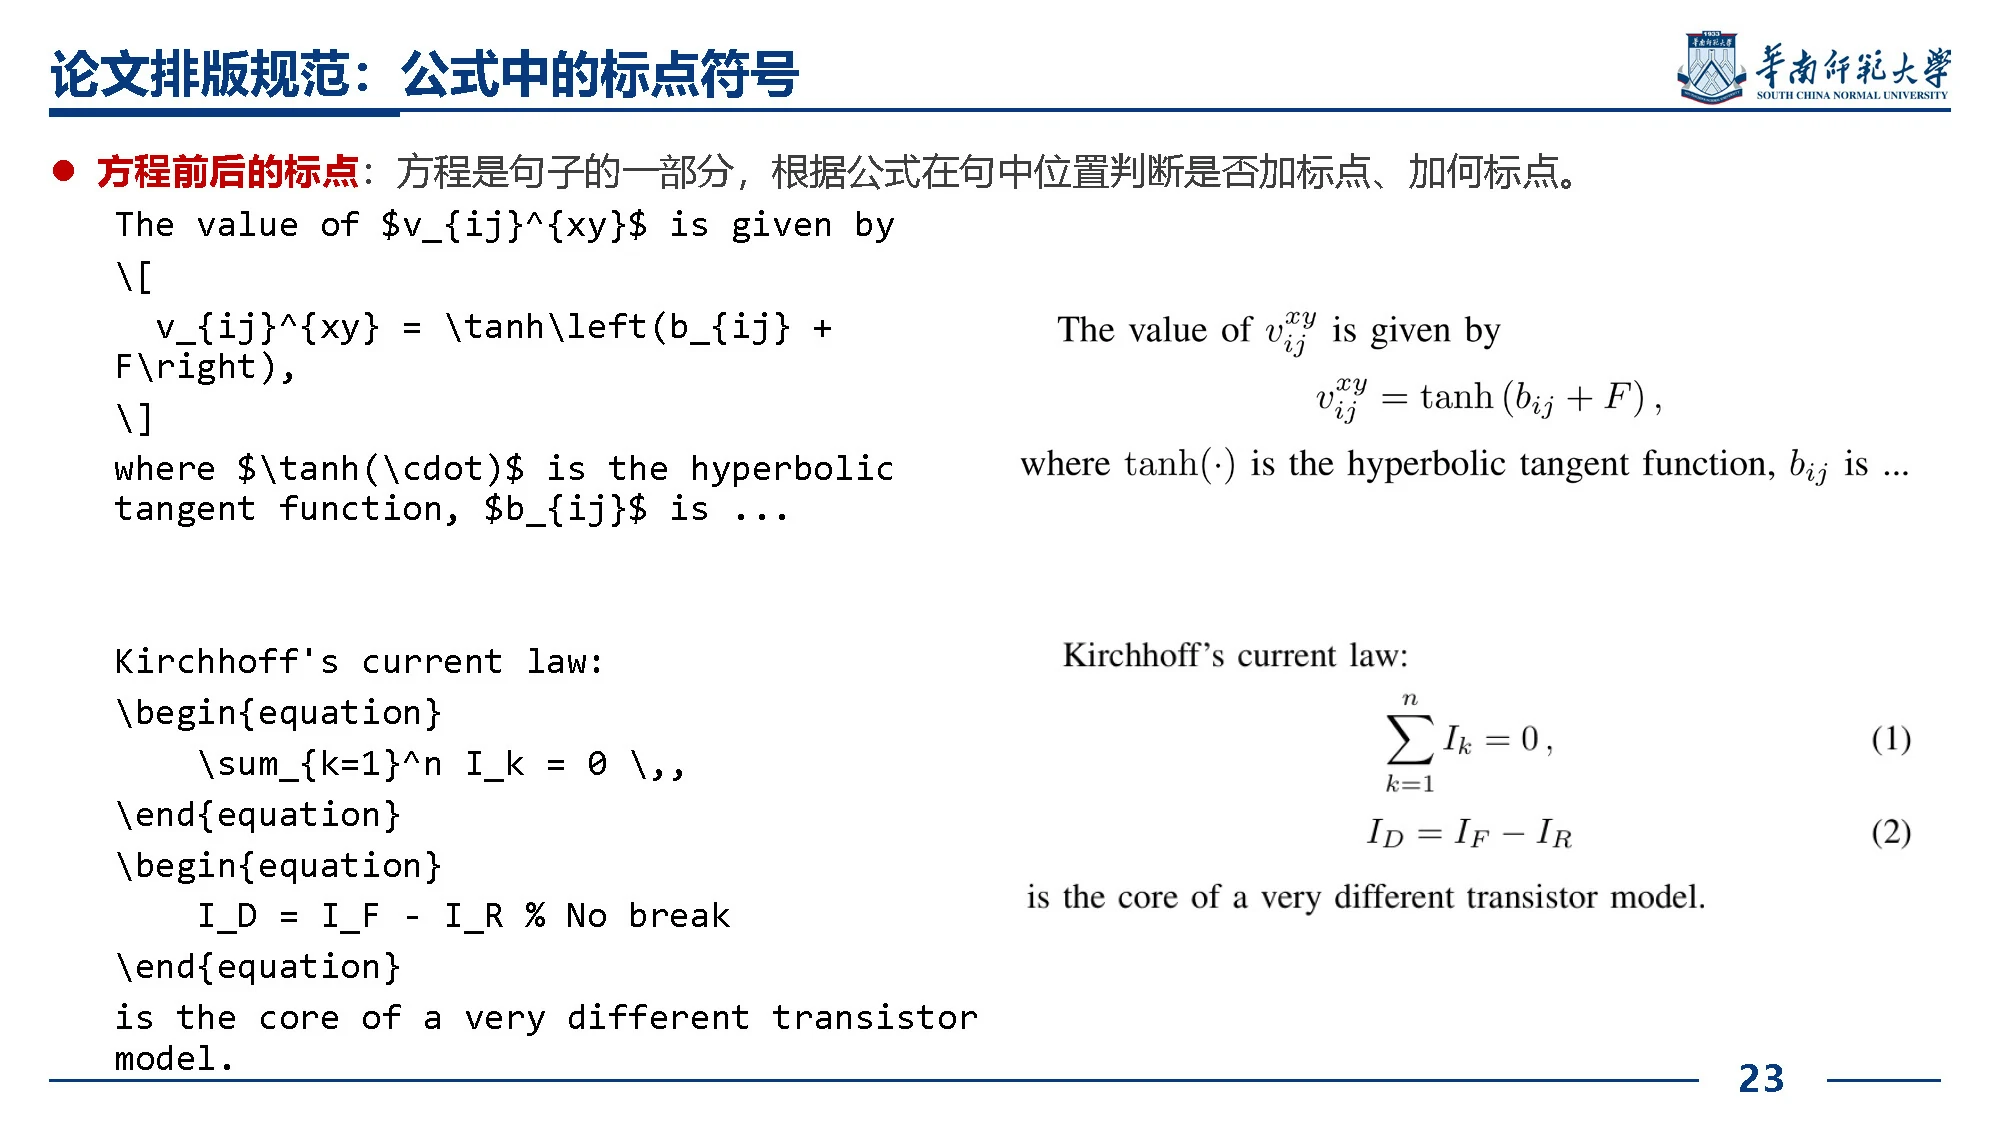 论文排版规范：公式中的标点符号
1933
华南师范大学
SOUTH CHINA NORMAL UNIVERSITY
● 方程前后的标点：方程是句子的一部分，根据公式在句中位置判断是否加标点、加何标点。
The value of $v_{ij}^{xy}$ is given by
\[
v_{ij}^{xy} = \tanh\left(b_{ij} +
F\right),
\]
where $\tanh(\cdot)$ is the hyperbolic
tangent function, $b_{ij}$ is ...
The value of v_{ij}^{xy} is given by
v_{ij}^{xy} = tanh (b_{ij} + F) ,
where tanh(·) is the hyperbolic tangent function, b_{ij} is ...
Kirchhoff's current law:
\begin{equation}
\sum_{k=1}^n I_k = 0 \,,
\end{equation}
\begin{equation}
I_D = I_F - I_R % No break
\end{equation}
is the core of a very different transistor
model.
Kirchhoff's current law:
∑_{k=1}^{n} I_k = 0 , (1)
I_D = I_F − I_R (2)
is the core of a very different transistor model.
23